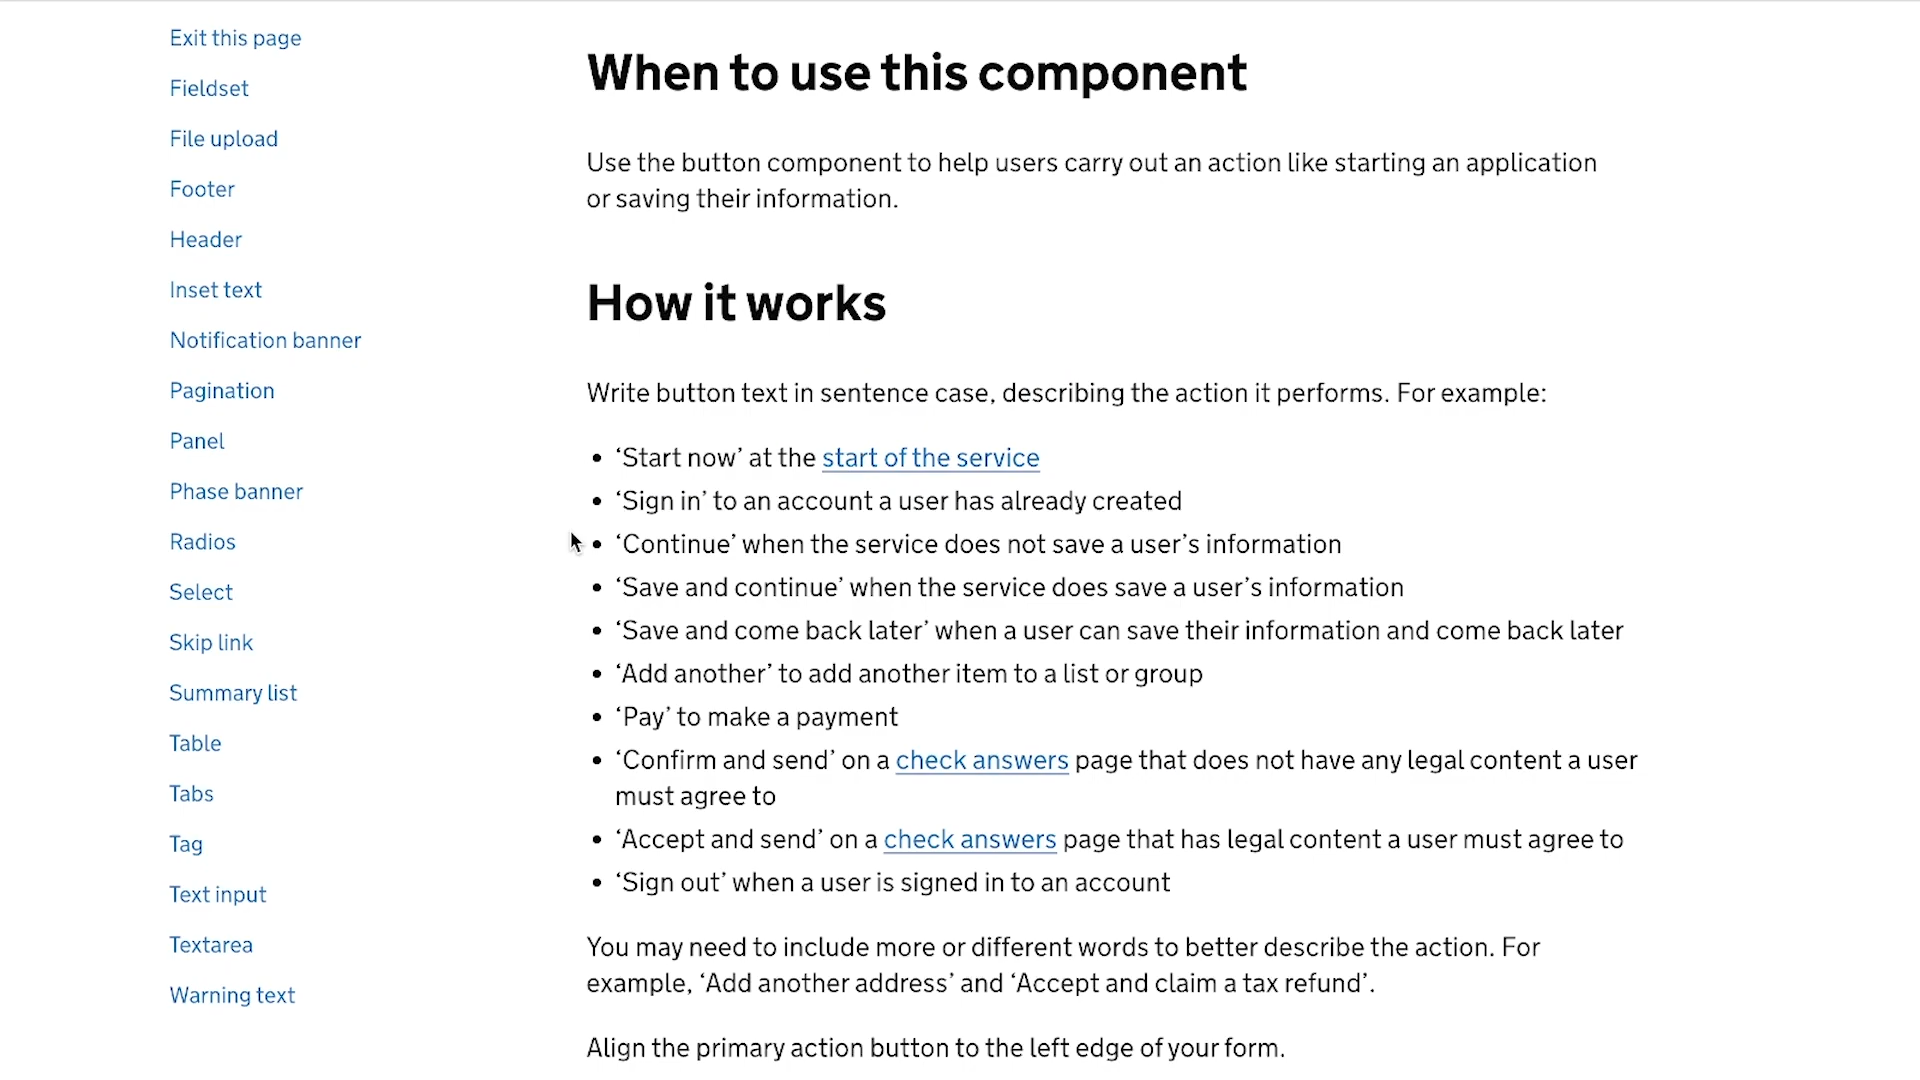 Exit this page
Fieldset
File upload
Footer
Header
Inset text
Notification banner
Pagination
Panel
Phase banner
Radios
Select
Skip link
Summary list
Table
Tabs
Tag
Text input
Textarea
Warning text
When to use this component
Use the button component to help users carry out an action like starting an application
or saving their information.
How it works
Write button text in sentence case, describing the action it performs. For example:
• ‘Start now’ at the start of the service
• ‘Sign in’ to an account a user has already created
• ‘Continue’ when the service does not save a user’s information
• ‘Save and continue’ when the service does save a user’s information
• ‘Save and come back later’ when a user can save their information and come back later
• ‘Add another’ to add another item to a list or group
• ‘Pay’ to make a payment
• ‘Confirm and send’ on a check answers page that does not have any legal content a user
must agree to
• ‘Accept and send’ on a check answers page that has legal content a user must agree to
• ‘Sign out’ when a user is signed in to an account
You may need to include more or different words to better describe the action. For
example, ‘Add another address’ and ‘Accept and claim a tax refund’.
Align the primary action button to the left edge of your form.